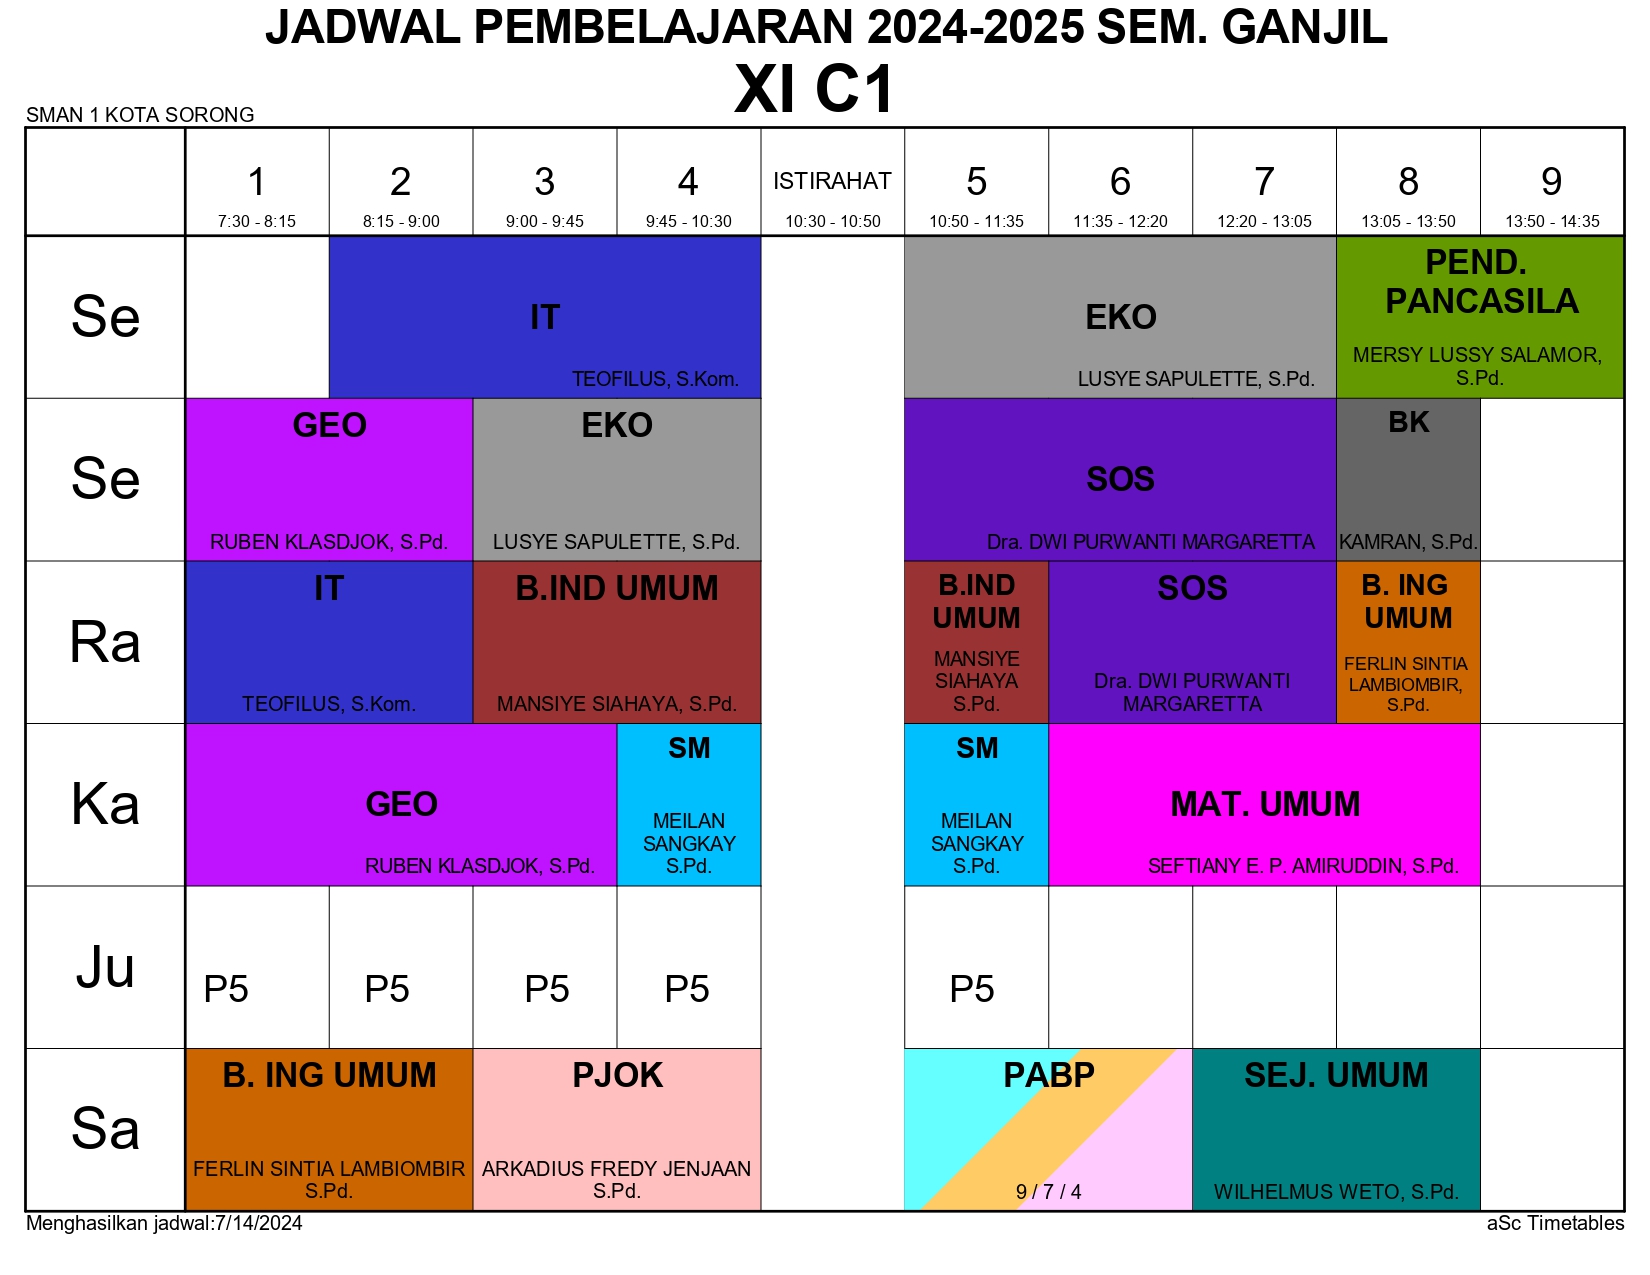 JADWAL PEMBELAJARAN 2024-2025 SEM. GANJIL
XI C1
SMAN 1 KOTA SORONG
1 2 3 4 ISTIRAHAT 5 6 7 8 9
7:30 - 8:15 8:15 - 9:00 9:00 - 9:45 9:45 - 10:30 10:30 - 10:50 10:50 - 11:35 11:35 - 12:20 12:20 - 13:05 13:05 - 13:50 13:50 - 14:35
Se
IT
TEOFILUS, S.Kom.
EKO
LUSYE SAPULETTE, S.Pd.
PEND.
PANCASILA
MERSY LUSSY SALAMOR,
S.Pd.
Se
GEO
RUBEN KLASDJOK, S.Pd.
EKO
LUSYE SAPULETTE, S.Pd.
SOS
Dra. DWI PURWANTI MARGARETTA
BK
KAMRAN, S.Pd.
Ra
IT
TEOFILUS, S.Kom.
B.IND UMUM
MANSIYE SIAHAYA, S.Pd.
B.IND
UMUM
MANSIYE
SIAHAYA
S.Pd.
SOS
Dra. DWI PURWANTI
MARGARETTA
B. ING
UMUM
FERLIN SINTIA
LAMBIOMBIR,
S.Pd.
Ka
GEO
RUBEN KLASDJOK, S.Pd.
SM
MEILAN
SANGKAY
S.Pd.
SM
MEILAN
SANGKAY
S.Pd.
MAT. UMUM
SEFTIANY E. P. AMIRUDDIN, S.Pd.
Ju
P5 P5 P5 P5 P5
Sa
B. ING UMUM
FERLIN SINTIA LAMBIOMBIR
S.Pd.
PJOK
ARKADIUS FREDY JENJAAN
S.Pd.
PABP
9 / 7 / 4
SEJ. UMUM
WILHELMUS WETO, S.Pd.
Menghasilkan jadwal:7/14/2024
aSc Timetables